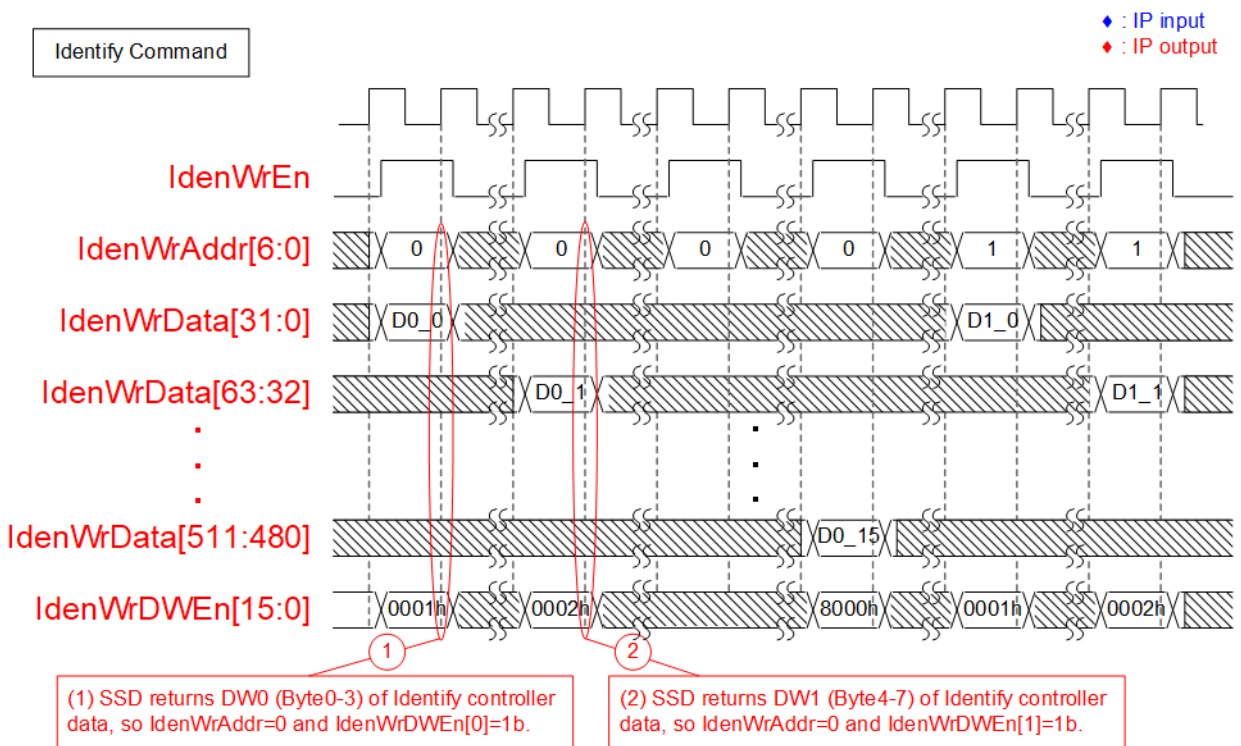 ♦ : IP input
♦ : IP output
Identify Command
IdenWrEn
IdenWrAddr[6:0]
0 0 0 0 1 1
IdenWrData[31:0]
D0_0 D1_0
IdenWrData[63:32]
D0_1 D1_1
IdenWrData[511:480]
D0_15
IdenWrDWEn[15:0]
0001h 0002h 8000h 0001h 0002h
1 2
(1) SSD returns DW0 (Byte0-3) of Identify controller
data, so IdenWrAddr=0 and IdenWrDWEn[0]=1b.
(2) SSD returns DW1 (Byte4-7) of Identify controller
data, so IdenWrAddr=0 and IdenWrDWEn[1]=1b.